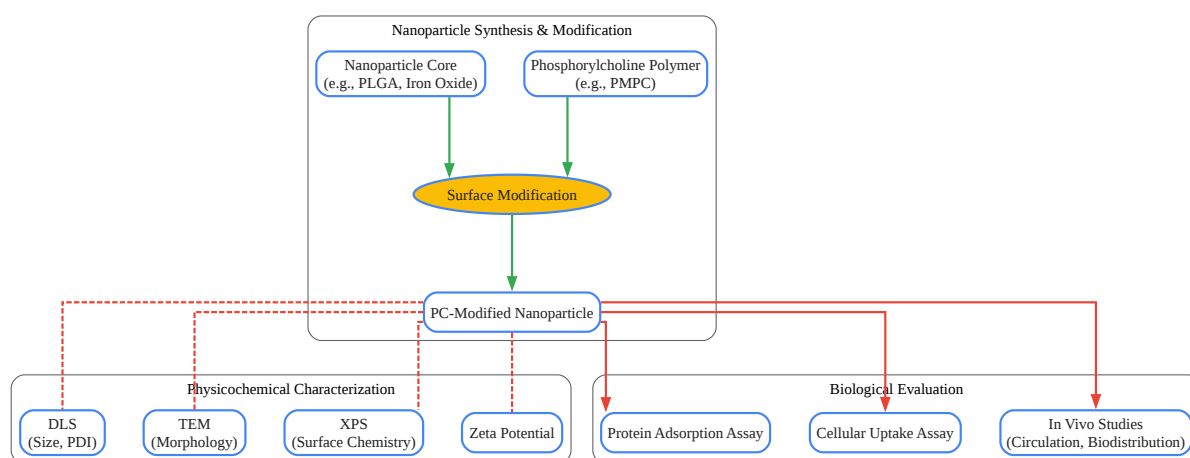 Nanoparticle Synthesis & Modification
Nanoparticle Core
(e.g., PLGA, Iron Oxide)
Phosphorylcholine Polymer
(e.g., PMPC)
Surface Modification
PC-Modified Nanoparticle
Physicochemical Characterization
Biological Evaluation
DLS
(Size, PDI)
TEM
(Morphology)
XPS
(Surface Chemistry)
Zeta Potential
Protein Adsorption Assay
Cellular Uptake Assay
In Vivo Studies
(Circulation, Biodistribution)